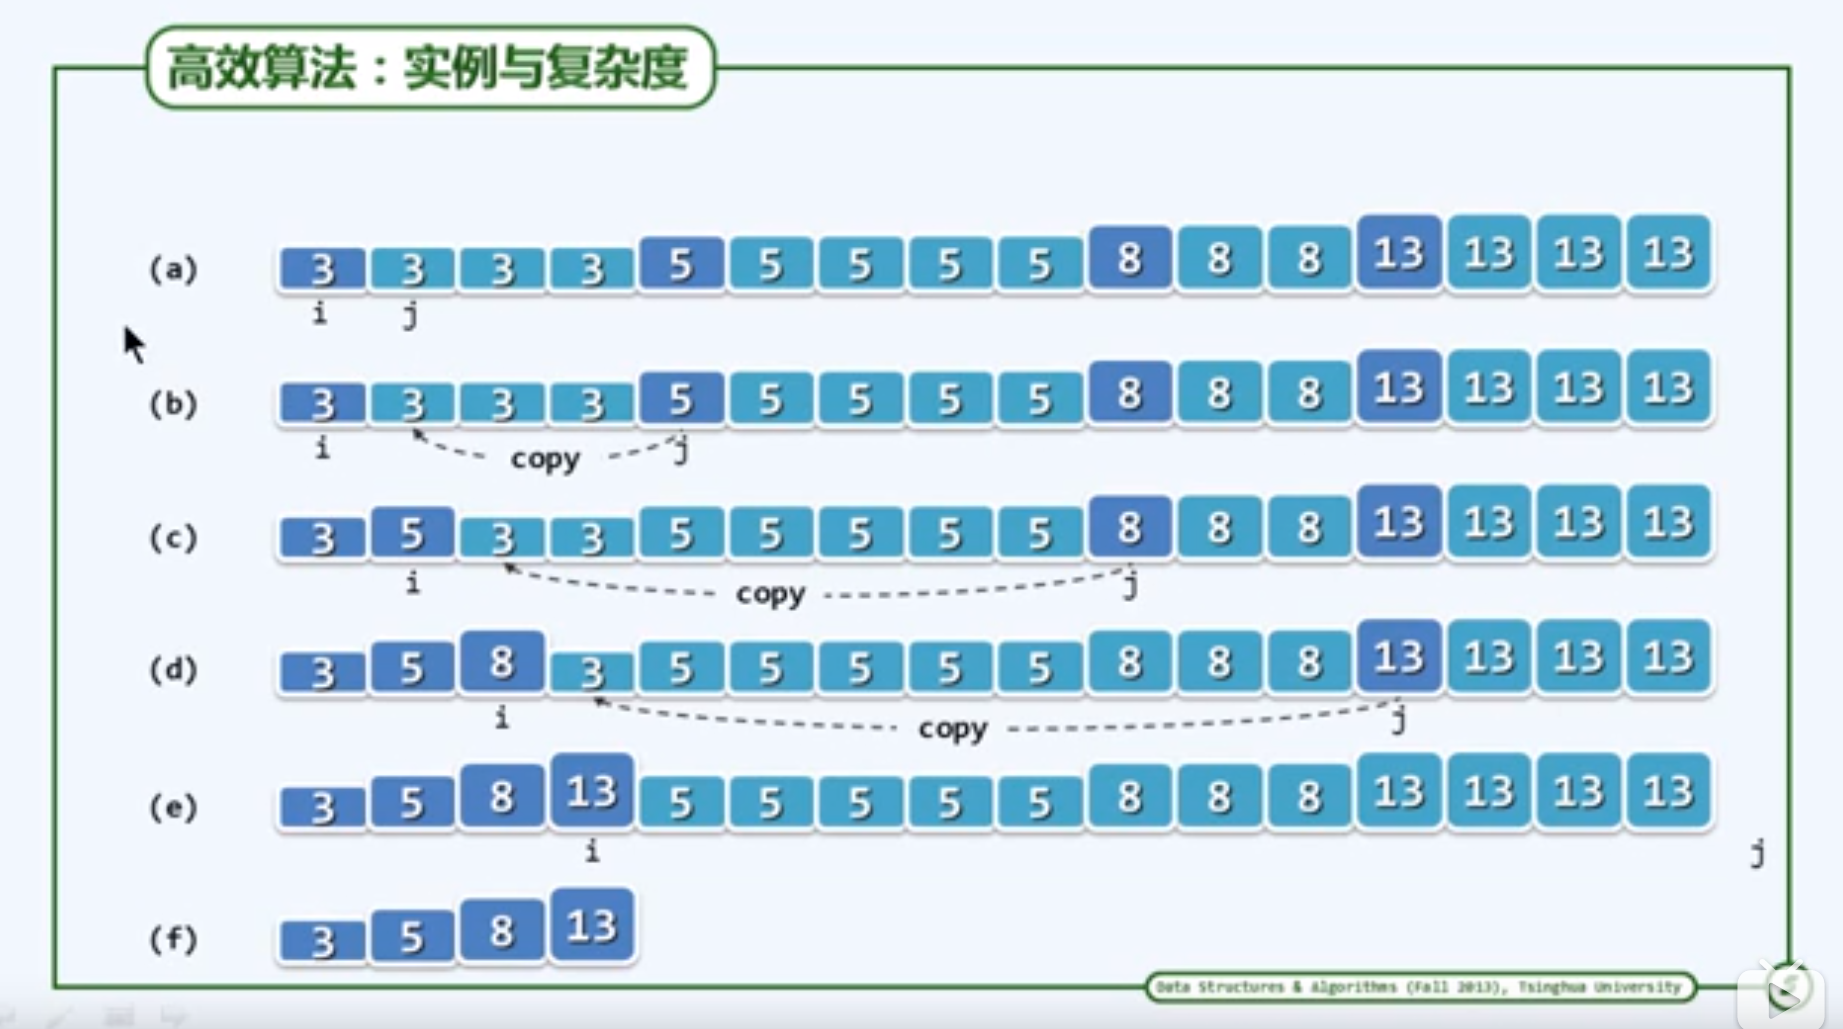 高效算法：实例与复杂度
(a) 3 3 3 3 5 5 5 5 5 8 8 8 13 13 13 13
i j
(b) 3 3 3 3 5 5 5 5 5 8 8 8 13 13 13 13
i copy j
(c) 3 5 3 3 5 5 5 5 5 8 8 8 13 13 13 13
i copy j
(d) 3 5 8 3 5 5 5 5 5 8 8 8 13 13 13 13
i copy j
(e) 3 5 8 13 5 5 5 5 5 8 8 8 13 13 13 13
i j
(f) 3 5 8 13
Data Structures & Algorithms (Fall 2013), Tsinghua University